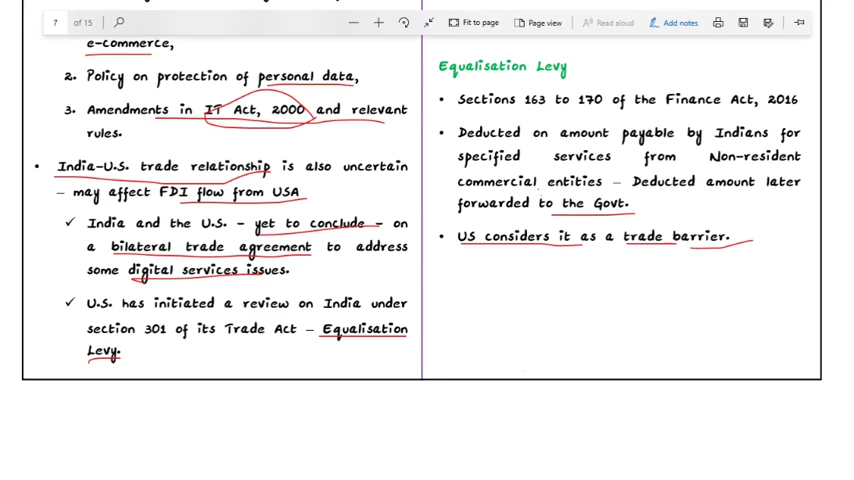 7 of 15 Fit to page Page view Read aloud Add notes
e-commerce,
2. Policy on protection of personal data,
3. Amendments in IT Act, 2000 and relevant
rules.
• India-U.S. trade relationship is also uncertain
– may affect FDI flow from USA
✓ India and the U.S. - yet to conclude - on
a bilateral trade agreement to address
some digital services issues.
✓ U.S. has initiated a review on India under
section 301 of its Trade Act – Equalisation
Levy.
Equalisation Levy
• Sections 163 to 170 of the Finance Act, 2016
• Deducted on amount payable by Indians for
specified services from Non-resident
commercial entities – Deducted amount later
forwarded to the Govt.
• US considers it as a trade barrier.